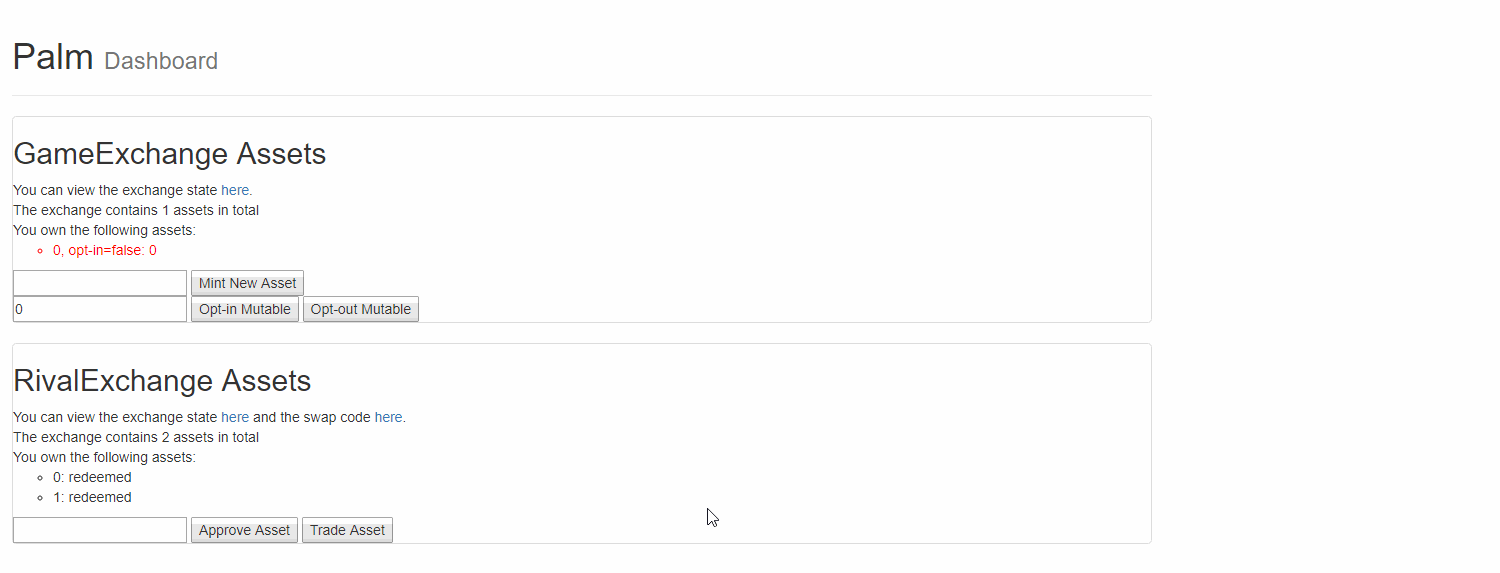 Palm Dashboard
GameExchange Assets
You can view the exchange state here.
The exchange contains 1 assets in total
You own the following assets:
0, opt-in=false: 0
Mint New Asset
0 Opt-in Mutable Opt-out Mutable
RivalExchange Assets
You can view the exchange state here and the swap code here.
The exchange contains 2 assets in total
You own the following assets:
0: redeemed
1: redeemed
Approve Asset Trade Asset